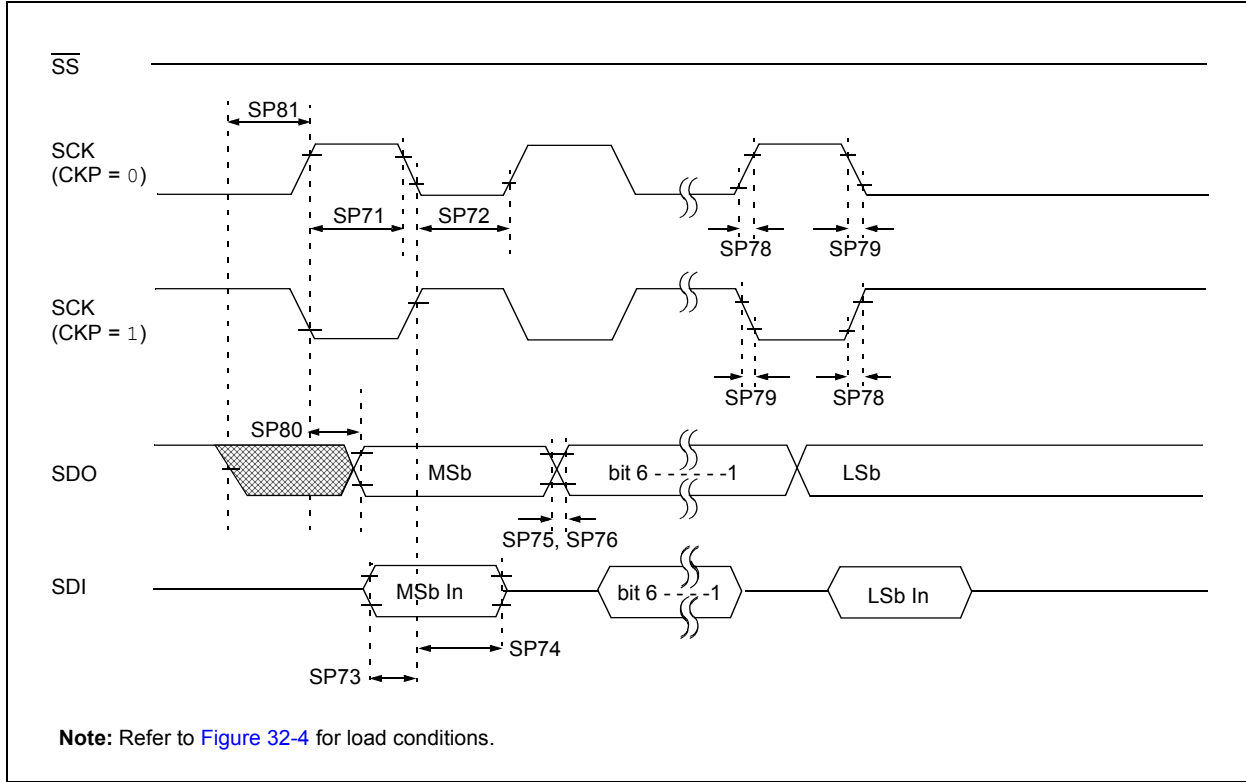 SS
SP81
SCK
(CKP = 0)
SP71
SP72
SP78
SP79
SCK
(CKP = 1)
SP79
SP78
SP80
SDO
MSb
bit 6 - - - - - - -1
LSb
SP75, SP76
SDI
MSb In
bit 6 - - - - -1
LSb In
SP74
SP73
Note: Refer to Figure 32-4 for load conditions.